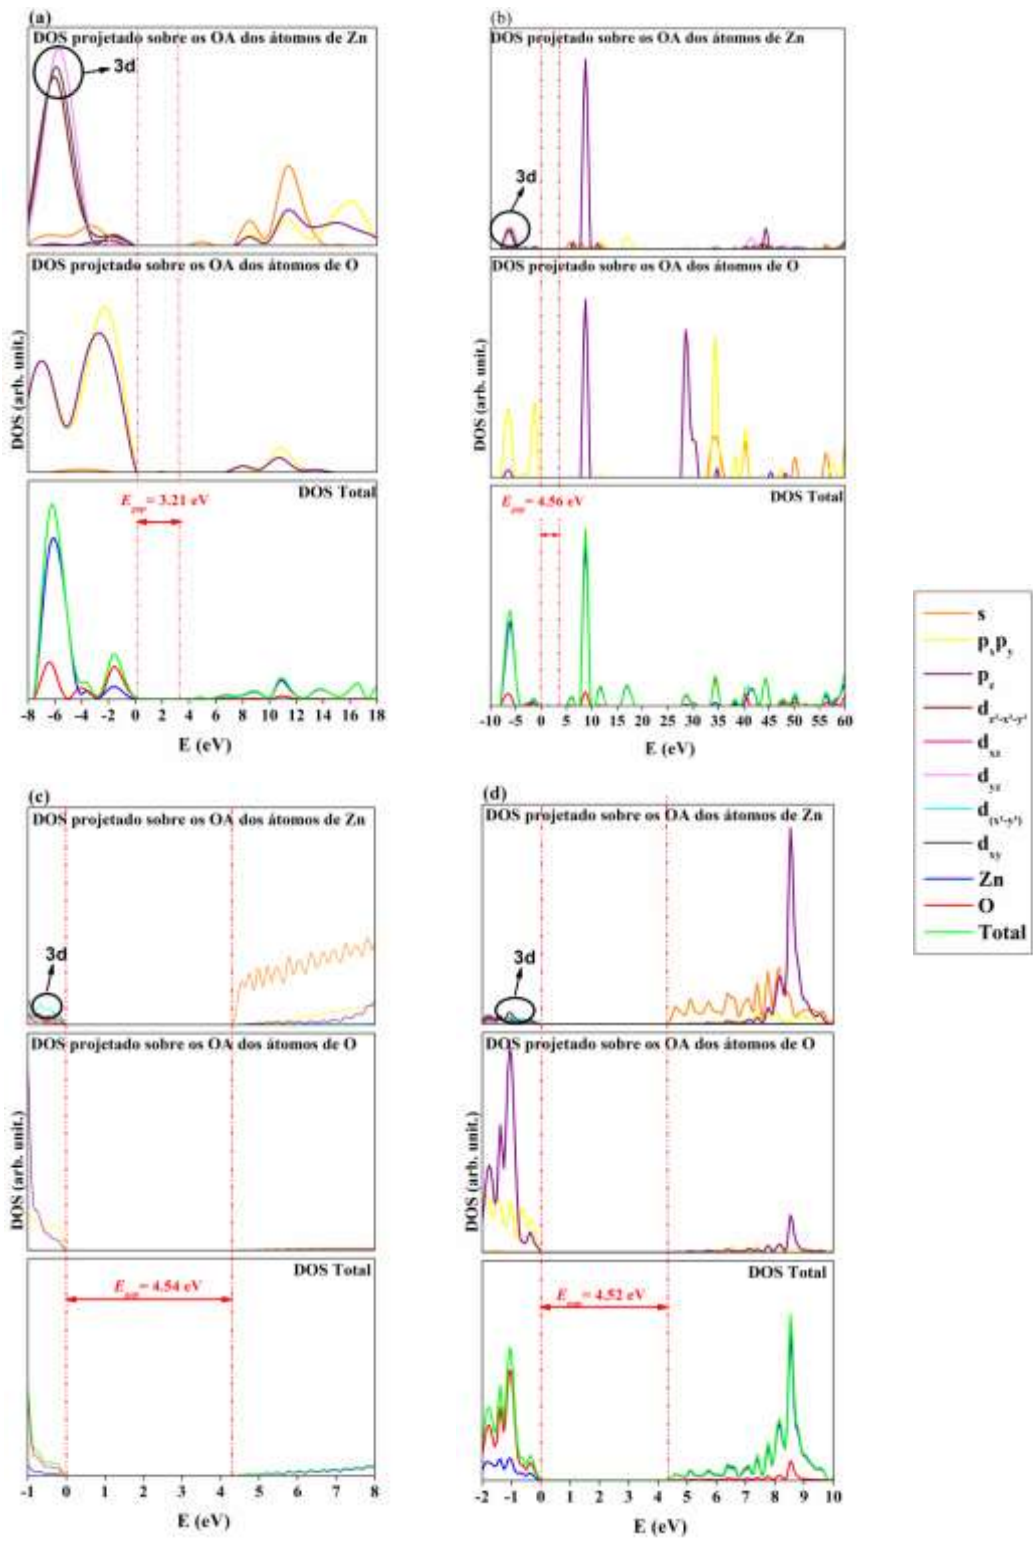 (a)
DOS projetado sobre os OA dos átomos de Zn
3d
DOS projetado sobre os OA dos átomos de O
DOS (arb. unit.)
DOS Total
E_gap = 3.21 eV
-8 -6 -4 -2 0 2 4 6 8 10 12 14 16 18
E (eV)
(b)
DOS projetado sobre os OA dos átomos de Zn
3d
DOS projetado sobre os OA dos átomos de O
DOS (arb. unit.)
DOS Total
E_gap = 4.56 eV
-10 -5 0 5 10 15 20 25 30 35 40 45 50 55 60
E (eV)
(c)
DOS projetado sobre os OA dos átomos de Zn
3d
DOS projetado sobre os OA dos átomos de O
DOS (arb. unit.)
DOS Total
E_gap = 4.54 eV
-1 0 1 2 3 4 5 6 7 8
E (eV)
(d)
DOS projetado sobre os OA dos átomos de Zn
3d
DOS projetado sobre os OA dos átomos de O
DOS (arb. unit.)
DOS Total
E_gap = 4.52 eV
-2 -1 0 1 2 3 4 5 6 7 8 9 10
E (eV)
s
p_x p_y
p_z
d_z²-x²-y²
d_xz
d_yz
d_(x²-y²)
d_xy
Zn
O
Total